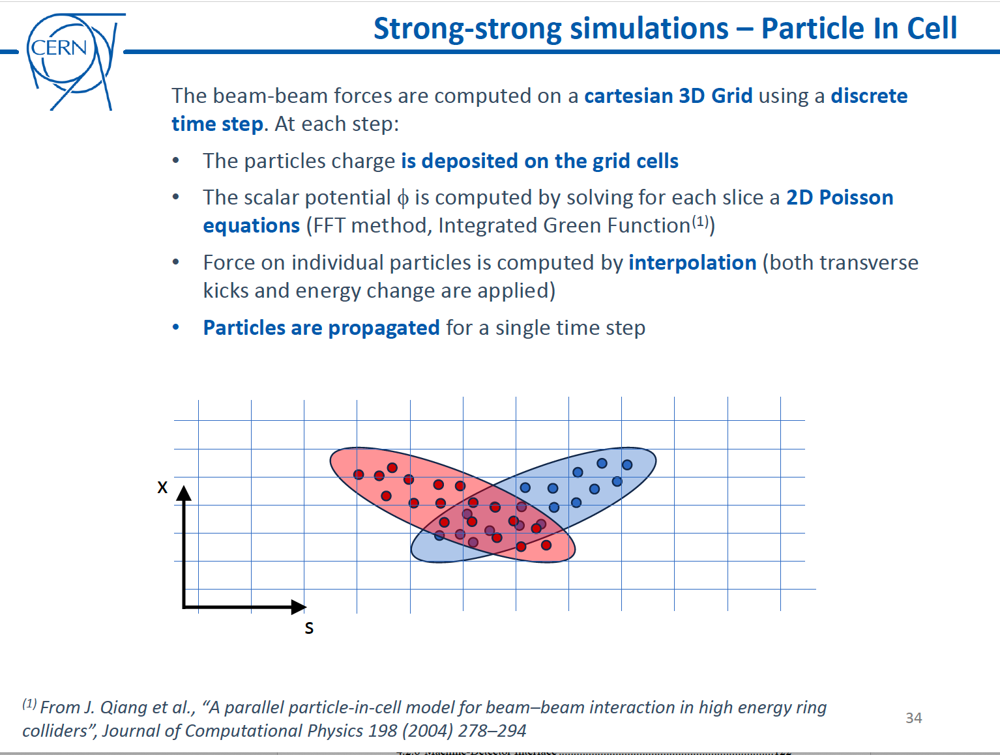 CERN
Strong-strong simulations – Particle In Cell
The beam-beam forces are computed on a cartesian 3D Grid using a discrete
time step. At each step:
• The particles charge is deposited on the grid cells
• The scalar potential ϕ is computed by solving for each slice a 2D Poisson
equations (FFT method, Integrated Green Function(1))
• Force on individual particles is computed by interpolation (both transverse
kicks and energy change are applied)
• Particles are propagated for a single time step
x
s
(1) From J. Qiang et al., “A parallel particle-in-cell model for beam–beam interaction in high energy ring
colliders”, Journal of Computational Physics 198 (2004) 278–294
34